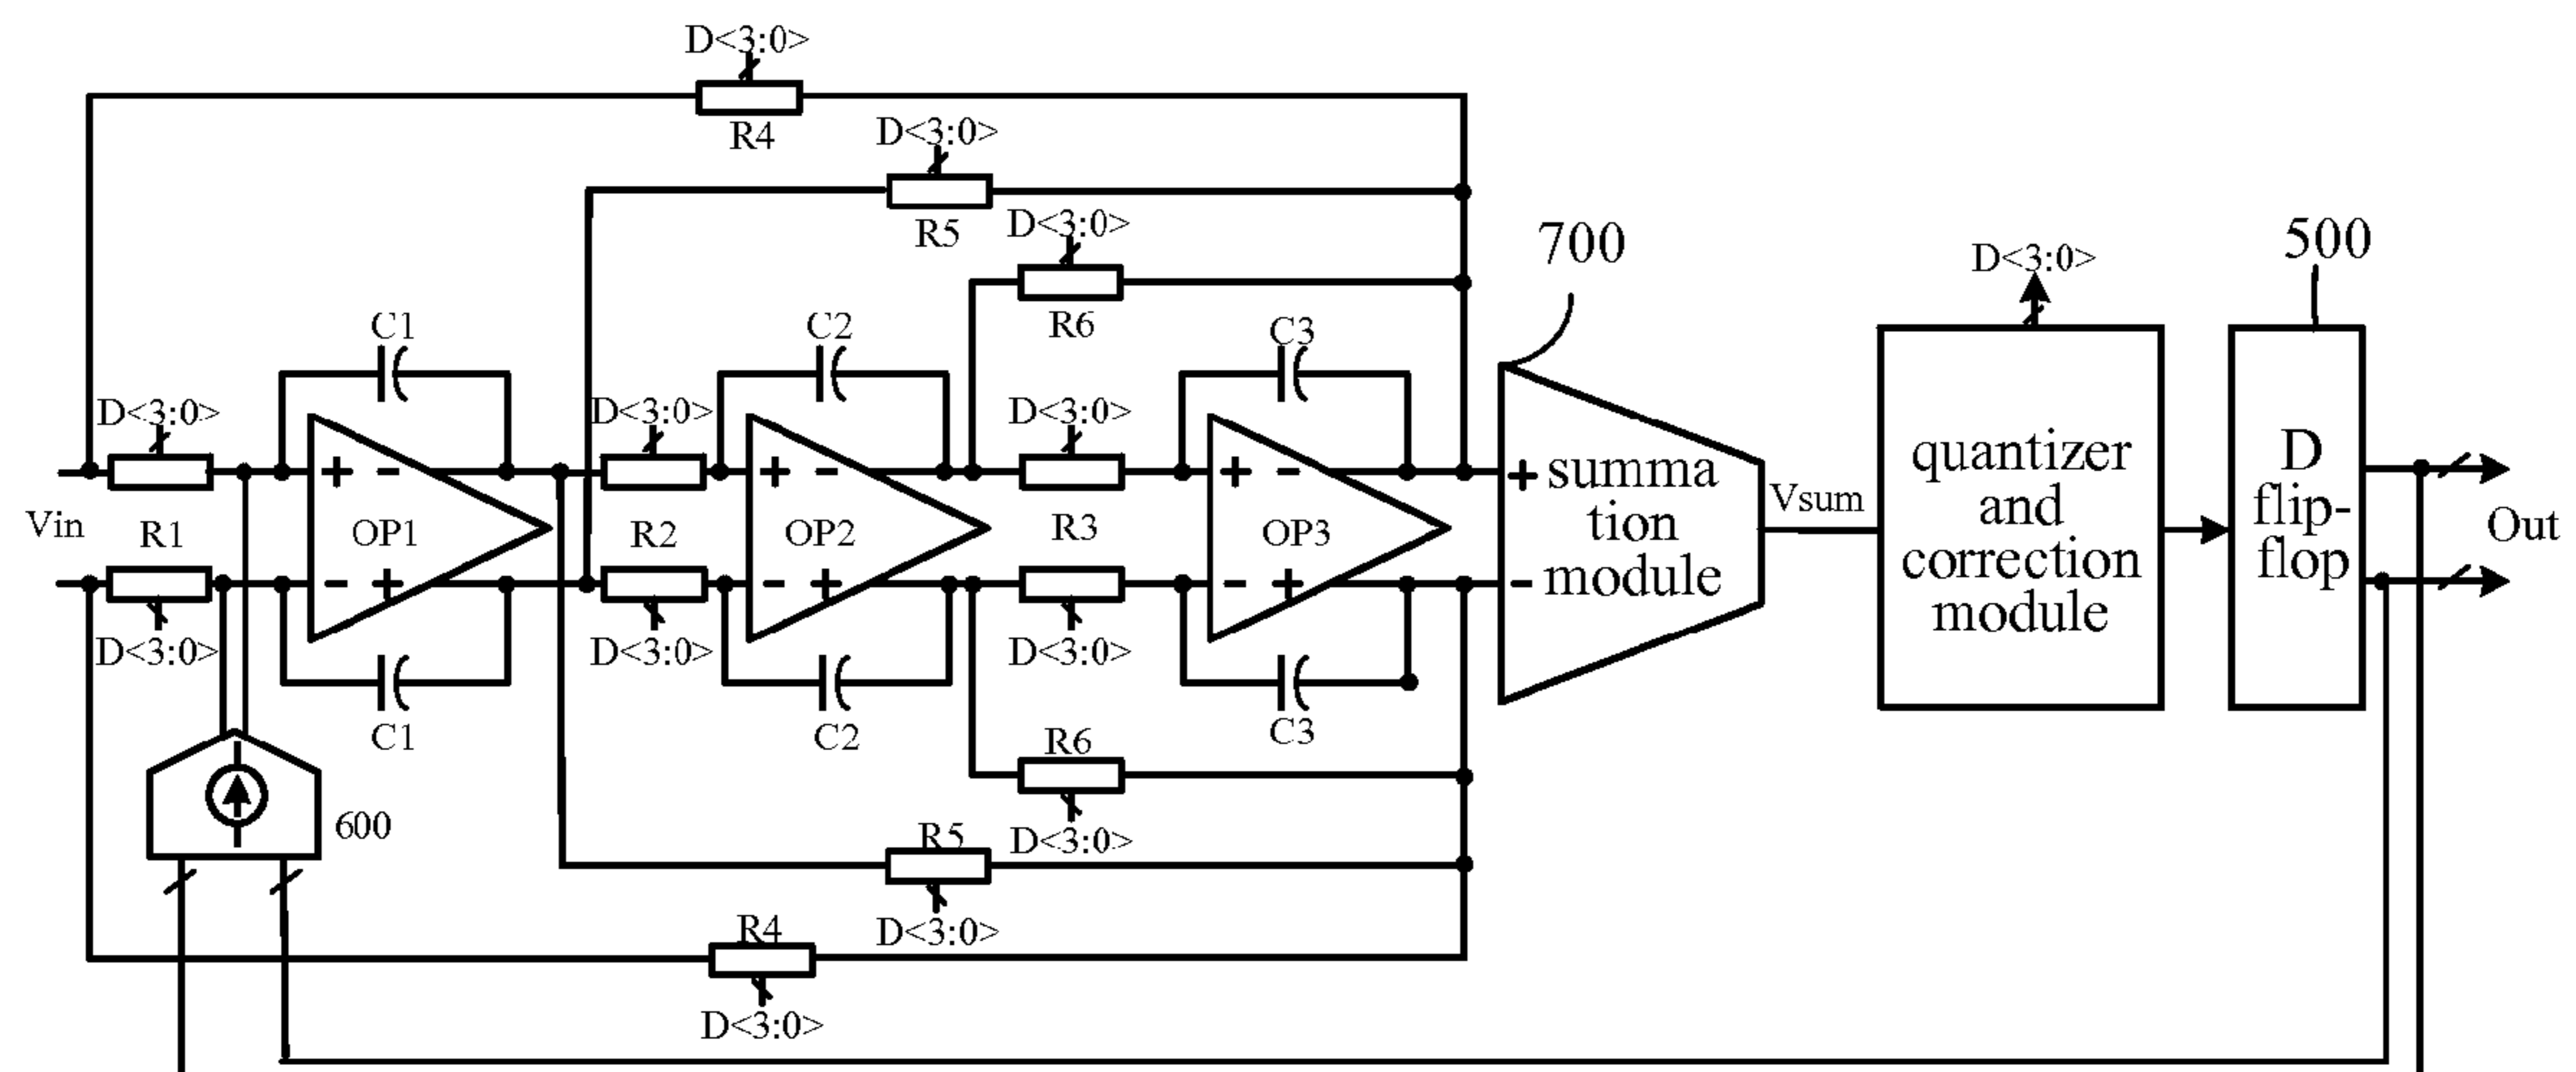 D<3:0>
R4
D<3:0>
R5
D<3:0>
R6
700
D<3:0>
500
C1
C2
C3
D<3:0>
D<3:0>
D<3:0>
+ -
+ -
+ -
+
Vin
R1
OP1
R2
OP2
R3
OP3
summa
tion
module
Vsum
quantizer
and
correction
module
D
flip-
flop
Out
- +
- +
- +
-
D<3:0>
D<3:0>
D<3:0>
C1
C2
C3
R6
D<3:0>
600
R5
D<3:0>
R4
D<3:0>